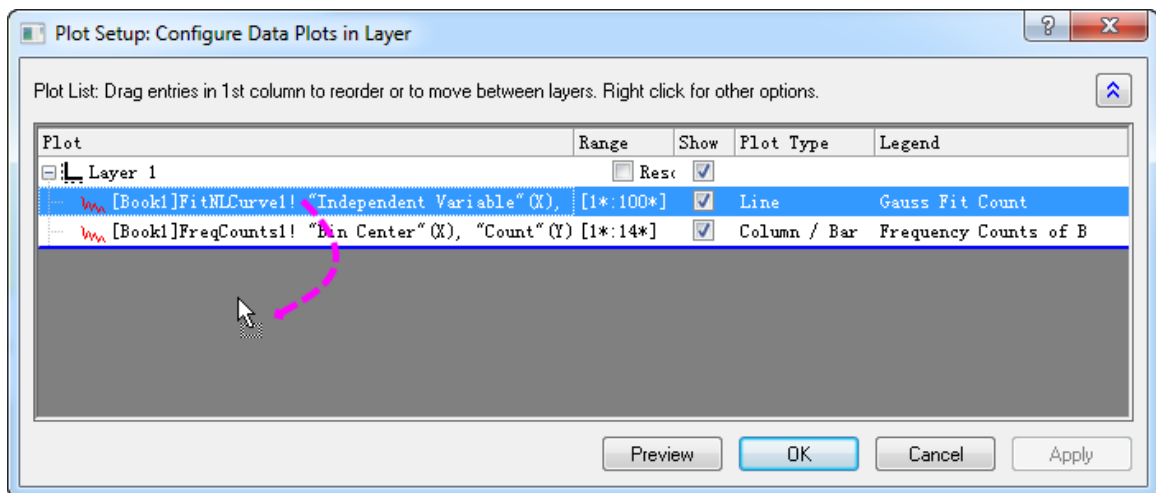 Plot Setup: Configure Data Plots in Layer
Plot List: Drag entries in 1st column to reorder or to move between layers. Right click for other options.
Plot Range Show Plot Type Legend
Layer 1 Resc
[Book1]FitNLCurve1! "Independent Variable"(X), [1*:100*] Line Gauss Fit Count
[Book1]FreqCounts1! "Bin Center"(X), "Count"(Y) [1*:14*] Column / Bar Frequency Counts of B
Preview OK Cancel Apply